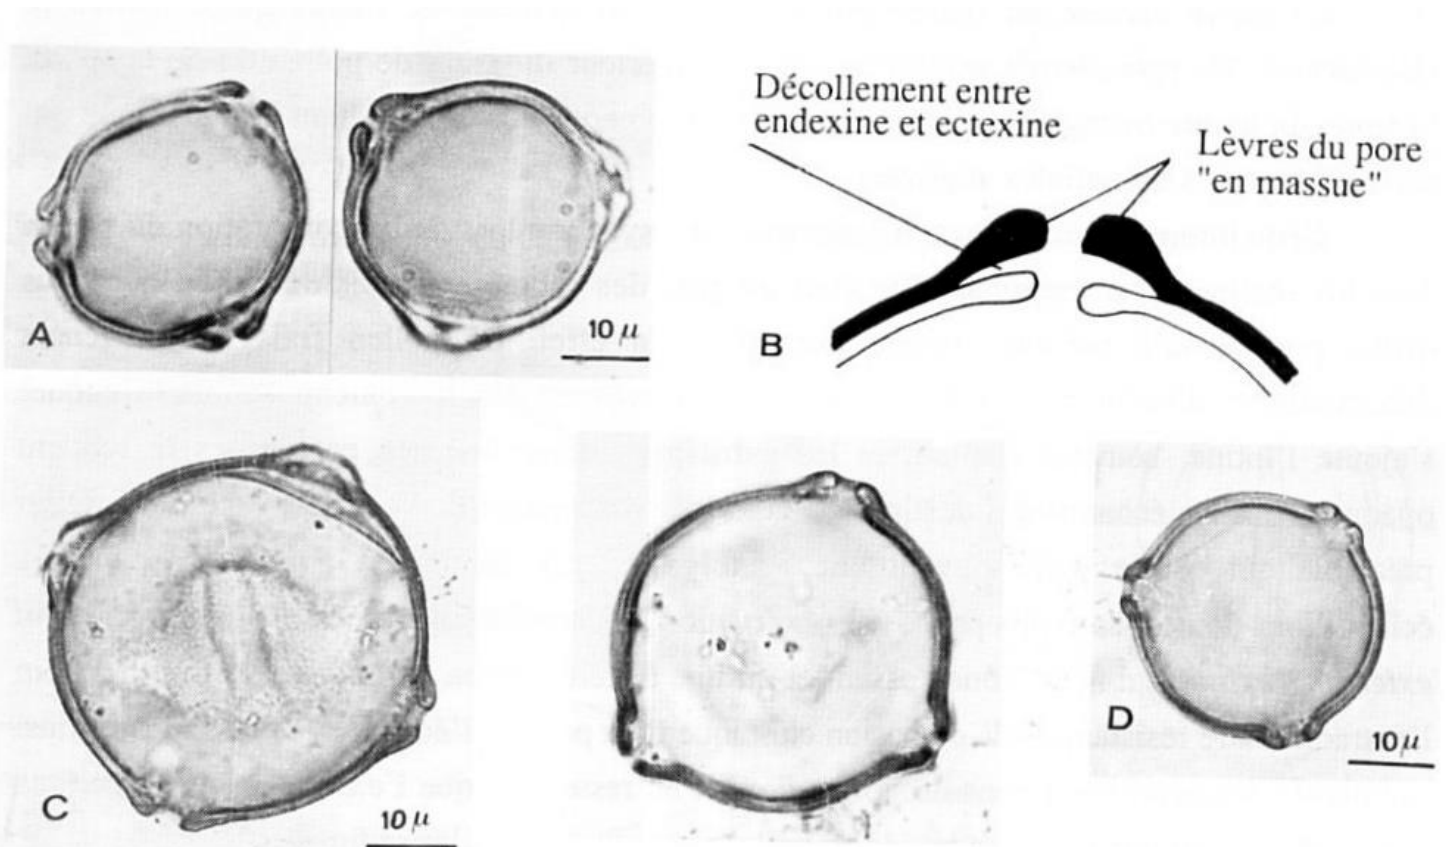 Décollement entre
endexine et ectexine
Lèvres du pore
"en massue"
A
10 µ
B
C
10 µ
D
10 µ